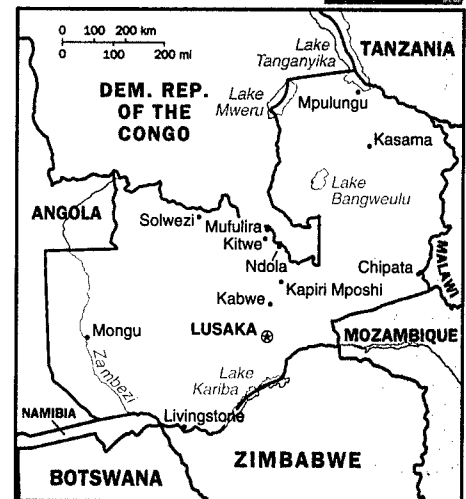 0 100 200 km
0 100 200 mi
Lake
Tanganyika
TANZANIA
DEM. REP.
OF THE
CONGO
Lake
Mweru
Mpulungu
Kasama
Lake
Bangweulu
ANGOLA
Solwezi
Mufulira
Kitwe
Ndola
MALAWI
Chipata
Kapiri Mposhi
Kabwe
Mongu
LUSAKA
MOZAMBIQUE
Zambezi
Lake
Kariba
NAMIBIA
Livingstone
ZIMBABWE
BOTSWANA